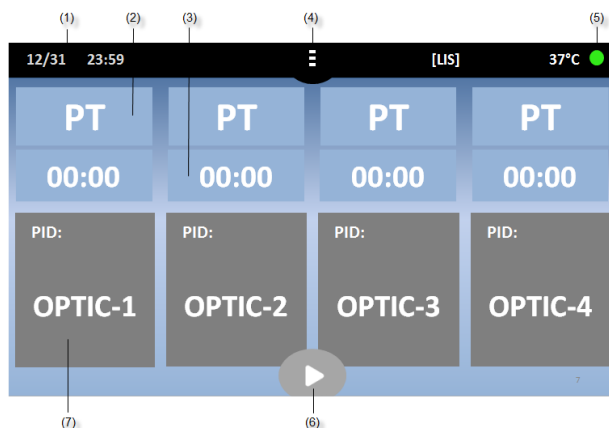 (1) (2) (3) (4) (5)
12/31 23:59 [LIS] 37°C
PT PT PT PT
00:00 00:00 00:00 00:00
PID: PID: PID: PID:
OPTIC-1 OPTIC-2 OPTIC-3 OPTIC-4
(7) (6)